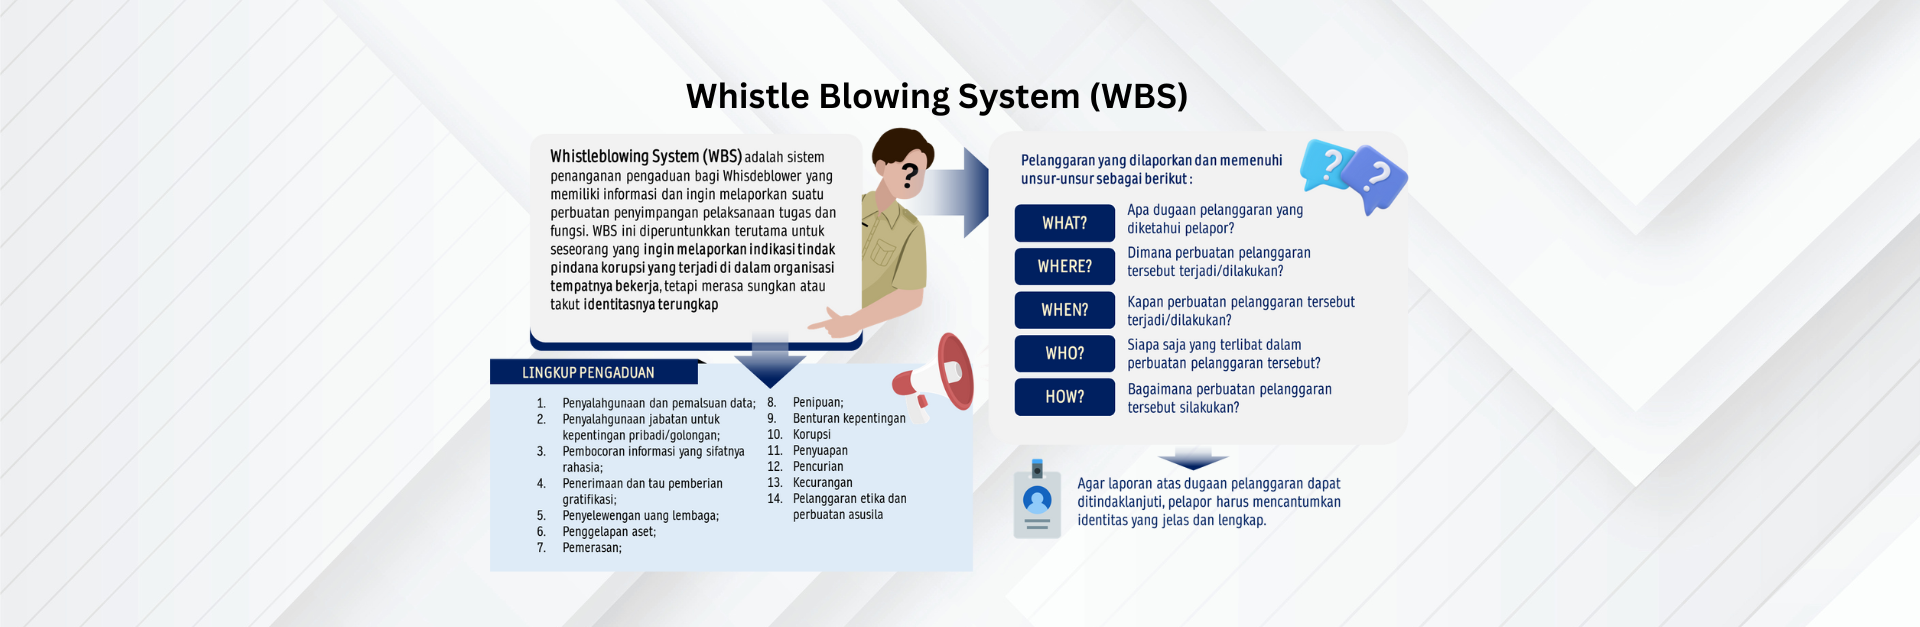 Whistle Blowing System (WBS)
Whistleblowing System (WBS) adalah sistem
penanganan pengaduan bagi Whisdeblower yang
memiliki informasi dan ingin melaporkan suatu
perbuatan penyimpangan pelaksanaan tugas dan
fungsi. WBS ini diperuntunkkan terutama untuk
seseorang yang ingin melaporkan indikasi tindak
pindana korupsi yang terjadi di dalam organisasi
tempatnya bekerja, tetapi merasa sungkan atau
takut identitasnya terungkap
?
LINGKUP PENGADUAN
1. Penyalahgunaan dan pemalsuan data;
2. Penyalahgunaan jabatan untuk
kepentingan pribadi/golongan;
3. Pembocoran informasi yang sifatnya
rahasia;
4. Penerimaan dan tau pemberian
gratifikasi;
5. Penyelewengan uang lembaga;
6. Penggelapan aset;
7. Pemerasan;
8. Penipuan;
9. Benturan kepentingan
10. Korupsi
11. Penyuapan
12. Pencurian
13. Kecurangan
14. Pelanggaran etika dan
perbuatan asusila
Pelanggaran yang dilaporkan dan memenuhi
unsur-unsur sebagai berikut :
? ?
WHAT?
Apa dugaan pelanggaran yang
diketahui pelapor?
WHERE?
Dimana perbuatan pelanggaran
tersebut terjadi/dilakukan?
WHEN?
Kapan perbuatan pelanggaran tersebut
terjadi/dilakukan?
WHO?
Siapa saja yang terlibat dalam
perbuatan pelanggaran tersebut?
HOW?
Bagaimana perbuatan pelanggaran
tersebut silakukan?
Agar laporan atas dugaan pelanggaran dapat
ditindaklanjuti, pelapor harus mencantumkan
identitas yang jelas dan lengkap.